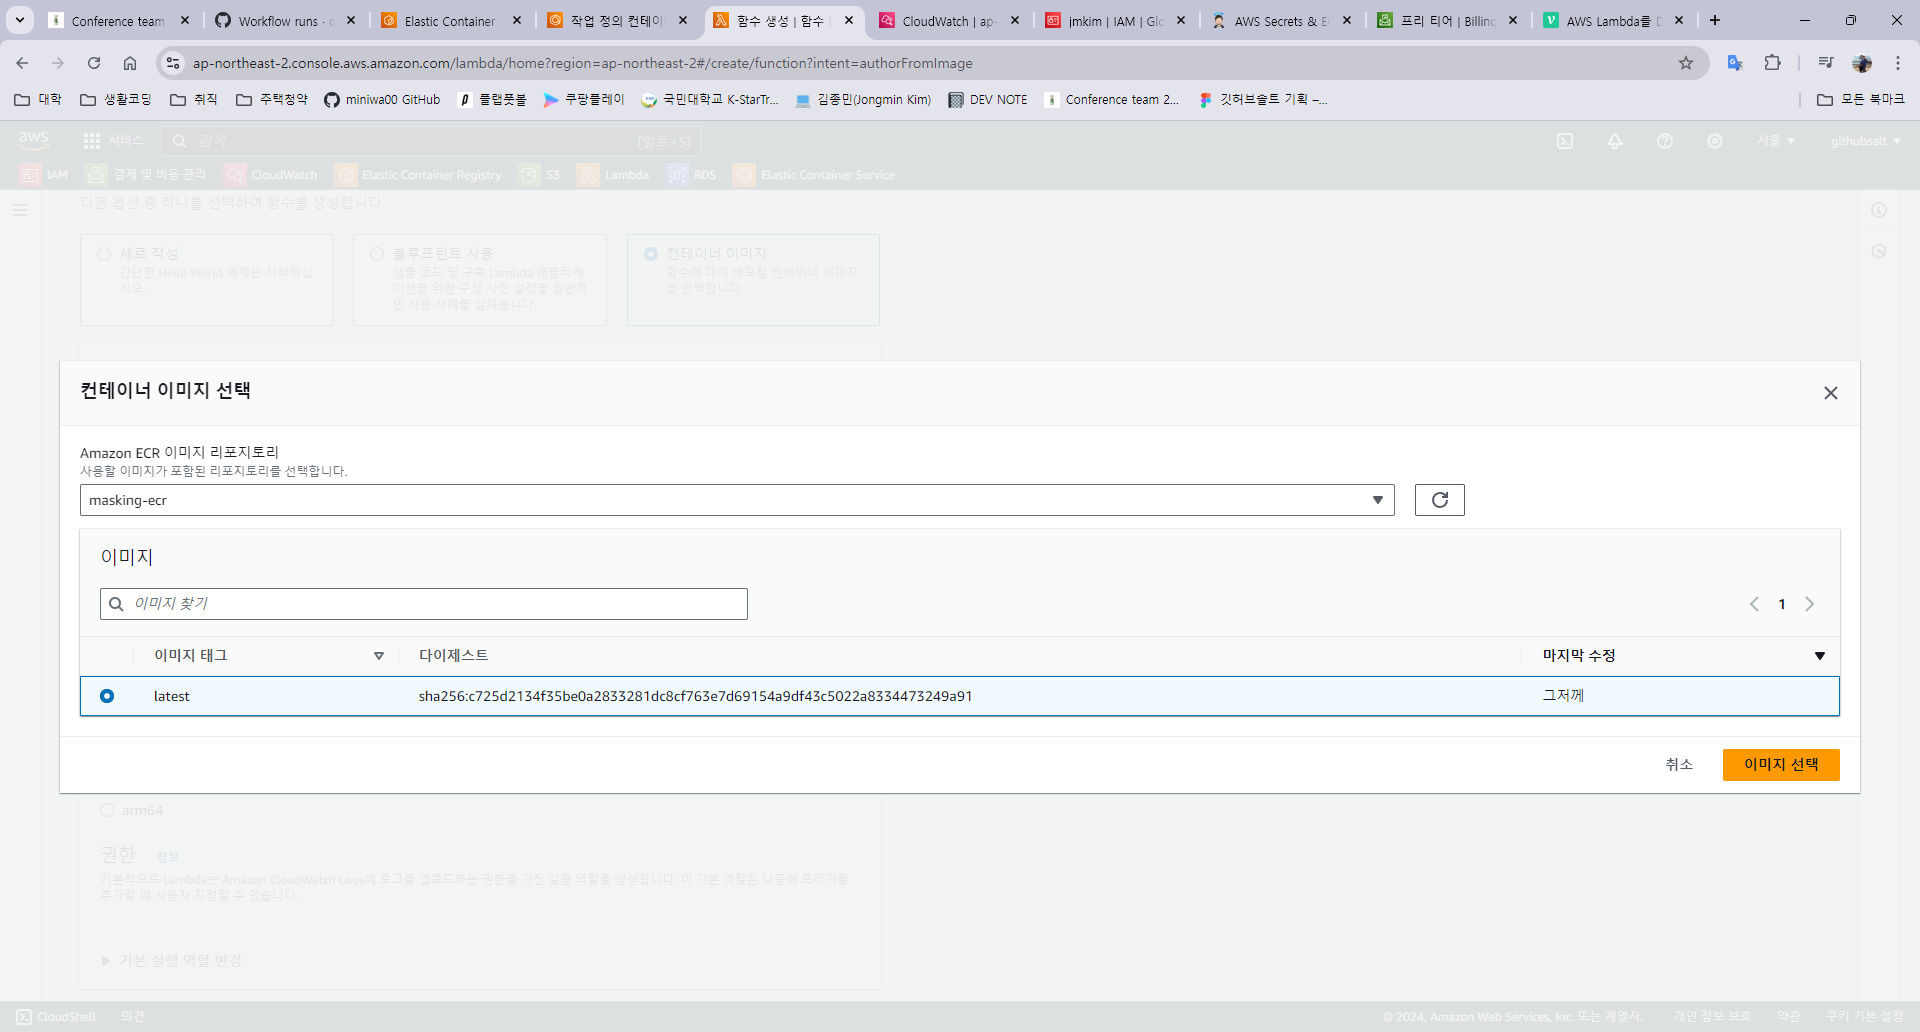 Conference team
Workflow runs · c
Elastic Container
작업 정의 컨테이너
함수 생성 | 함수
CloudWatch | ap-
jmkim | IAM | Glo
AWS Secrets & E
프리 티어 | Billing
AWS Lambda를 D
ap-northeast-2.console.aws.amazon.com/lambda/home?region=ap-northeast-2#/create/function?intent=authorFromImage
대학
생활코딩
취직
주택청약
miniwa00 GitHub
플랩풋볼
쿠팡플레이
국민대학교 K-StarTr...
김종민(Jongmin Kim)
DEV NOTE
Conference team 2...
깃허브솔트 기획 –...
모든 북마크
aws
서비스
검색
[알트+S]
서울
githubsalt
IAM
결제 및 비용 관리
CloudWatch
Elastic Container Registry
S3
Lambda
RDS
Elastic Container Service
다음 옵션 중 하나를 선택하여 함수를 생성합니다.
새로 작성
간단한 Hello World 예제는 시작하십
시오.
블루프린트 사용
샘플 코드 및 구축 Lambda 애플리케
이션을 위한 구성 사전 설정을 일반적
인 사용 사례를 살펴봅니다.
컨테이너 이미지
함수에 대해 배포할 컨테이너 이미지
를 선택합니다.
컨테이너 이미지 선택
Amazon ECR 이미지 리포지토리
사용할 이미지가 포함된 리포지토리를 선택합니다.
masking-ecr
이미지
이미지 찾기
1
이미지 태그
다이제스트
마지막 수정
latest
sha256:c725d2134f35be0a2833281dc8cf763e7d69154a9df43c5022a8334473249a91
그저께
취소
이미지 선택
arm64
권한
정보
기본적으로 Lambda는 Amazon CloudWatch Logs에 로그를 업로드하는 권한을 가진 실행 역할을 생성합니다. 이 기본 역할은 나중에 트리거를
추가할 때 사용자 지정할 수 있습니다.
기본 실행 역할 변경
CloudShell
의견
© 2024, Amazon Web Services, Inc. 또는 계열사.
개인 정보 보호
약관
쿠키 기본 설정